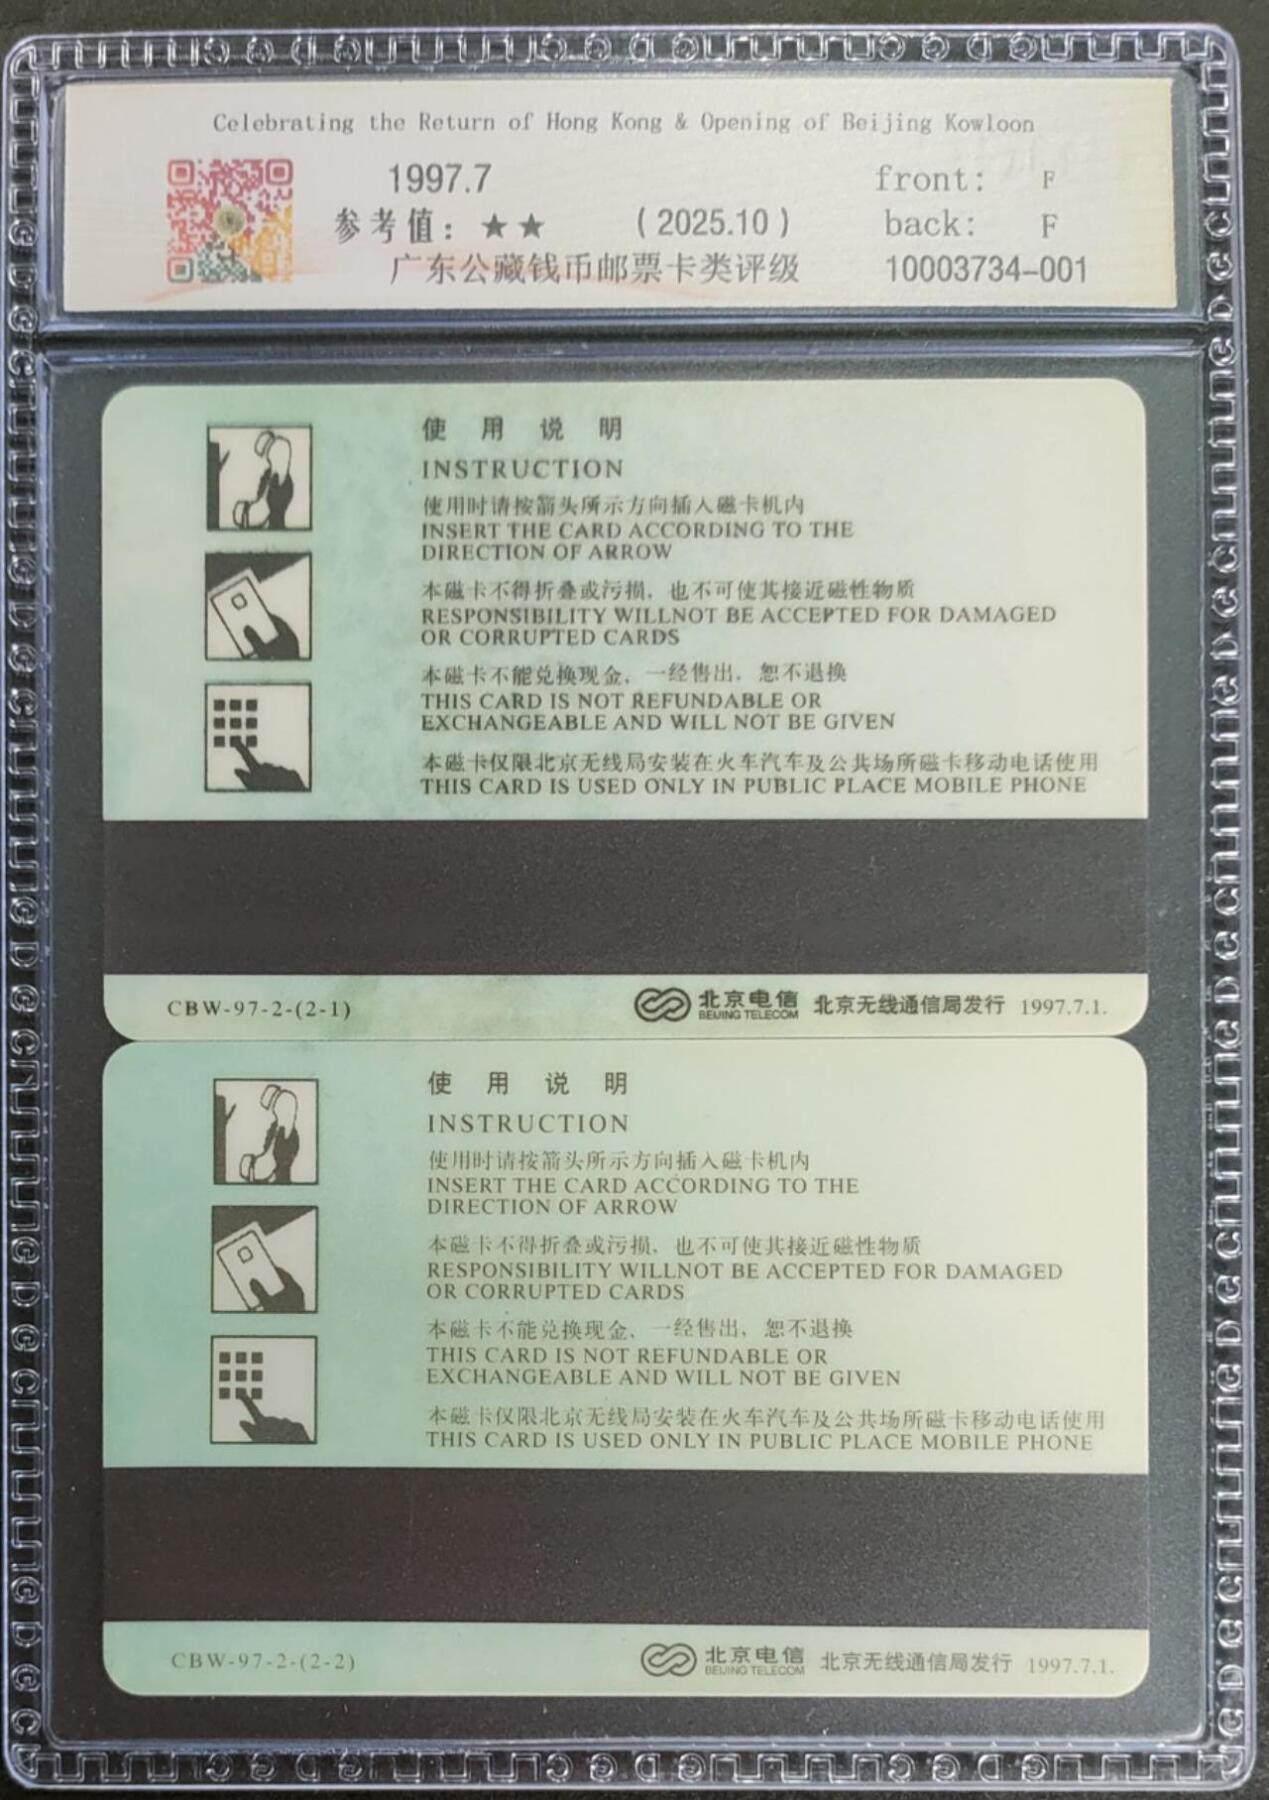 Celebrating the Return of Hong Kong & Opening of Beijing Kowloon
1997.7
front: F
参考值: ★★ (2025.10)
back: F
广东公藏钱币邮票卡类评级 10003734-001
使用说明
INSTRUCTION
使用时请按箭头所示方向插入磁卡机内
INSERT THE CARD ACCORDING TO THE
DIRECTION OF ARROW
本磁卡不得折叠或污损，也不可使其接近磁性物质
RESPONSIBILITY WILLNOT BE ACCEPTED FOR DAMAGED
OR CORRUPTED CARDS
本磁卡不能兑换现金，一经售出，恕不退换
THIS CARD IS NOT REFUNDABLE OR
EXCHANGEABLE AND WILL NOT BE GIVEN
本磁卡仅限北京无线局安装在火车汽车及公共场所磁卡移动电话使用
THIS CARD IS USED ONLY IN PUBLIC PLACE MOBILE PHONE
CBW-97-2-(2-1)
北京电信
BEIJING TELECOM
北京无线通信局发行 1997.7.1.
使用说明
INSTRUCTION
使用时请按箭头所示方向插入磁卡机内
INSERT THE CARD ACCORDING TO THE
DIRECTION OF ARROW
本磁卡不得折叠或污损，也不可使其接近磁性物质
RESPONSIBILITY WILLNOT BE ACCEPTED FOR DAMAGED
OR CORRUPTED CARDS
本磁卡不能兑换现金，一经售出，恕不退换
THIS CARD IS NOT REFUNDABLE OR
EXCHANGEABLE AND WILL NOT BE GIVEN
本磁卡仅限北京无线局安装在火车汽车及公共场所磁卡移动电话使用
THIS CARD IS USED ONLY IN PUBLIC PLACE MOBILE PHONE
CBW-97-2-(2-2)
北京电信
BEIJING TELECOM
北京无线通信局发行 1997.7.1.